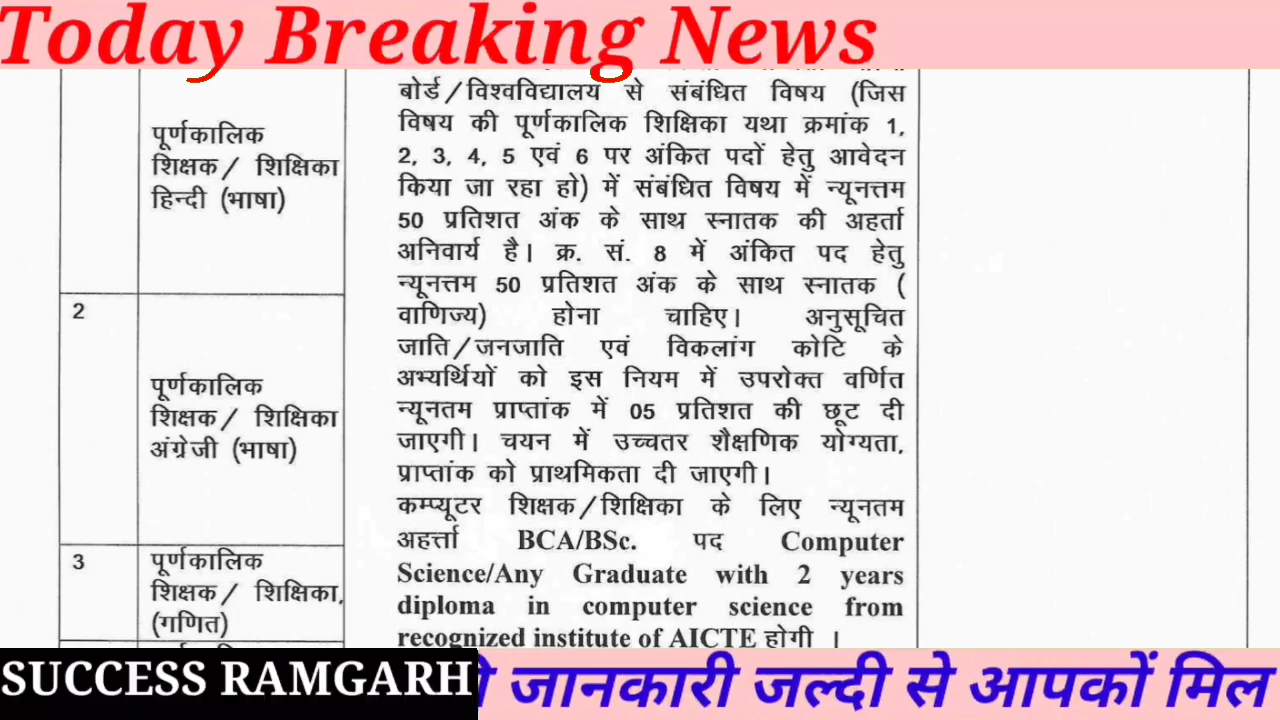 Today Breaking News
बोर्ड/विश्वविद्यालय से संबंधित विषय (जिस
विषय की पूर्णकालिक शिक्षिका यथा क्रमांक 1,
2, 3, 4, 5 एवं 6 पर अंकित पदों हेतु आवेदन
किया जा रहा हो) में संबंधित विषय में न्यूनत्तम
50 प्रतिशत अंक के साथ स्नातक की अहर्ता
अनिवार्य है। क्र. सं. 8 में अंकित पद हेतु
न्यूनत्तम 50 प्रतिशत अंक के साथ स्नातक (
वाणिज्य) होना चाहिए। अनुसूचित
जाति/जनजाति एवं विकलांग कोटि के
अभ्यर्थियों को इस नियम में उपरोक्त वर्णित
न्यूनतम प्राप्तांक में 05 प्रतिशत की छूट दी
जाएगी। चयन में उच्चतर शैक्षणिक योग्यता,
प्राप्तांक को प्राथमिकता दी जाएगी।
कम्प्यूटर शिक्षक/शिक्षिका के लिए न्यूनतम
अहर्त्ता BCA/BSc. पद Computer
Science/Any Graduate with 2 years
diploma in computer science from
recognized institute of AICTE होगी ।
पूर्णकालिक
शिक्षक/ शिक्षिका
हिन्दी (भाषा)
2
पूर्णकालिक
शिक्षक/ शिक्षिका
अंग्रेजी (भाषा)
3
पूर्णकालिक
शिक्षक/ शिक्षिका,
(गणित)
SUCCESS RAMGARH
जानकारी जल्दी से आपकों मिल